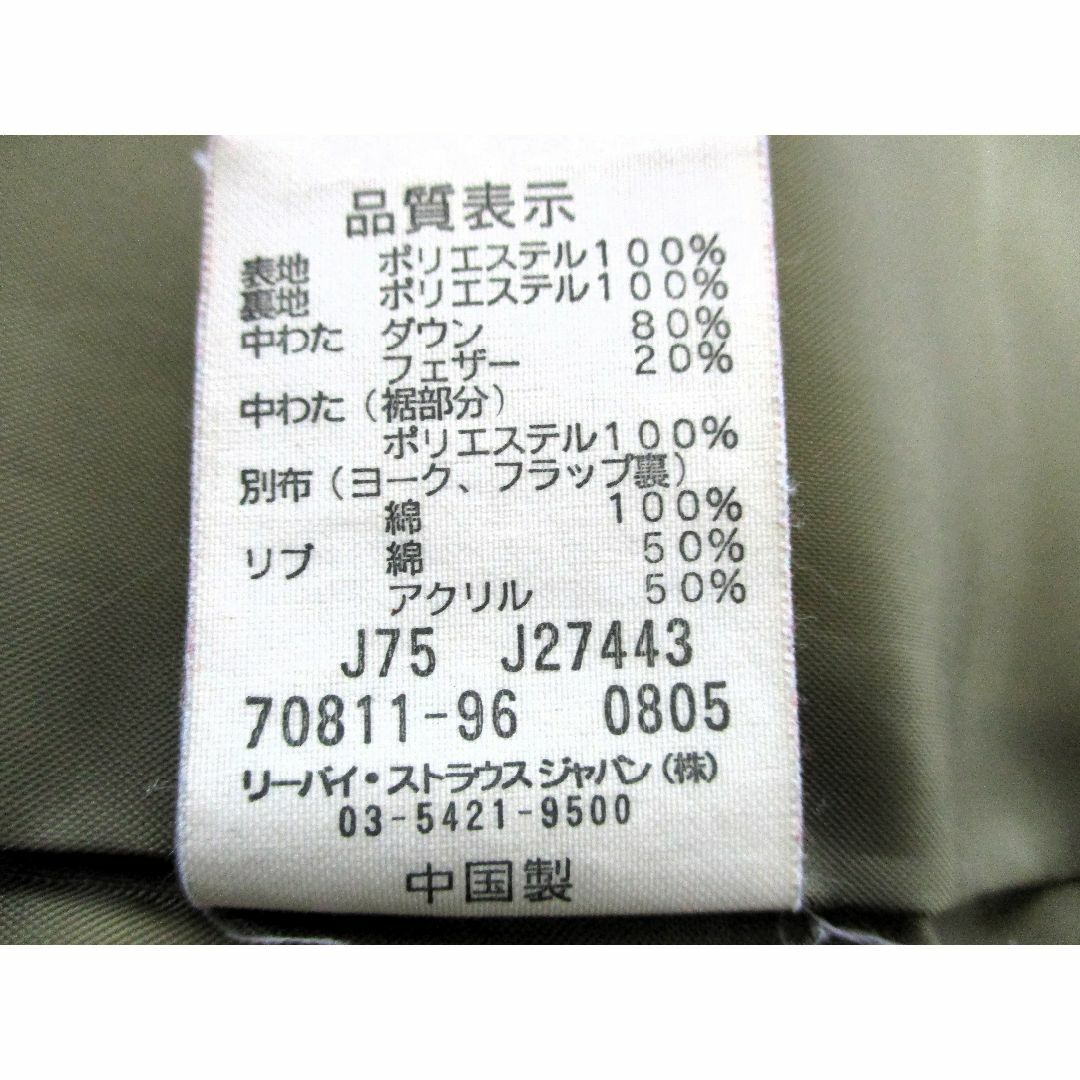 品質表示
表地 ポリエステル100%
裏地 ポリエステル100%
中わた ダウン 80%
フェザー 20%
中わた(裾部分)
ポリエステル100%
別布(ヨーク、フラップ裏)
綿 100%
リブ 綿 50%
アクリル 50%
J75 J27443
70811-96 0805
リーバイ・ストラウス ジャパン(株)
03-5421-9500
中国製